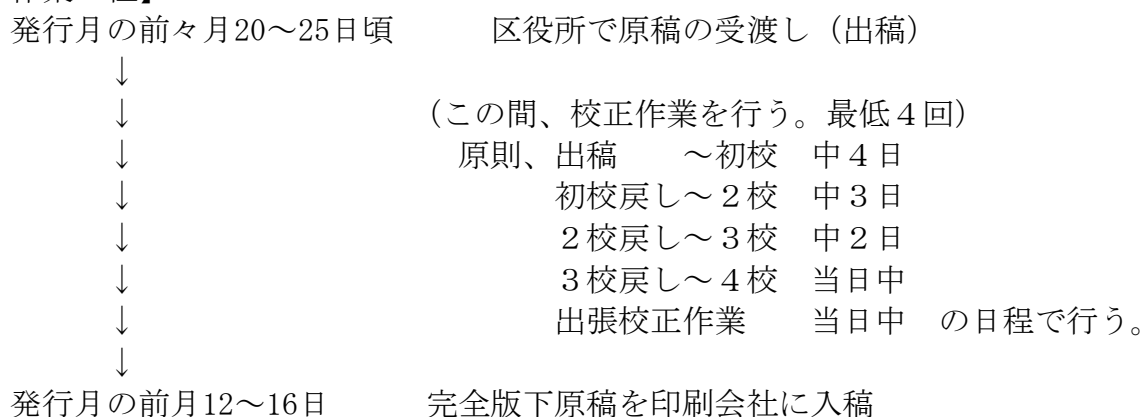 発行月の前々月20～25日頃　　　区役所で原稿の受渡し（出稿）
↓
↓　　　　　　　（この間、校正作業を行う。最低４回）
↓　　　　　　　原則、出稿　　～初校　中４日
↓　　　　　　　　　　初校戻し～２校　中３日
↓　　　　　　　　　　２校戻し～３校　中２日
↓　　　　　　　　　　３校戻し～４校　当日中
↓　　　　　　　　　　出張校正作業　　当日中　の日程で行う。
↓
発行月の前月12～16日　　　完全版下原稿を印刷会社に入稿